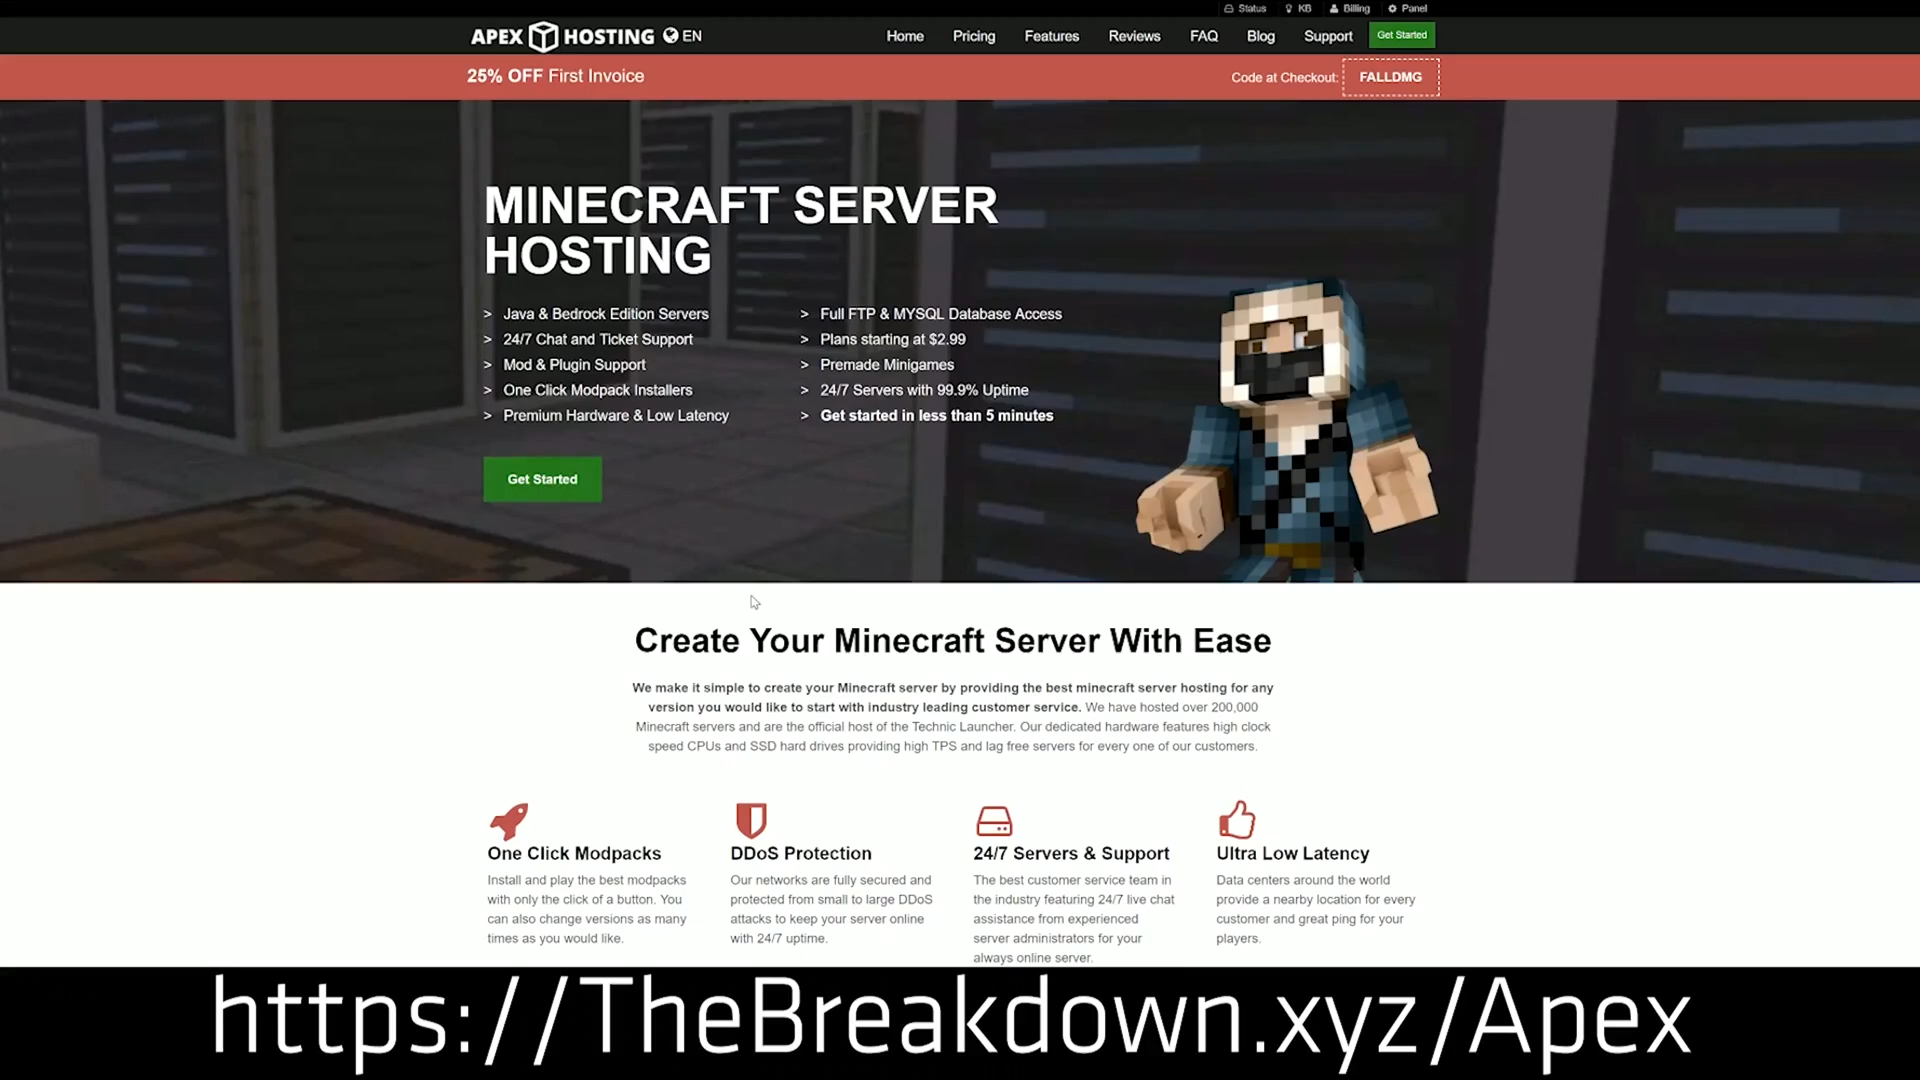 Status KB Billing Panel
APEX HOSTING EN Home Pricing Features Reviews FAQ Blog Support Get Started
25% OFF First Invoice Code at Checkout: FALLDMG
MINECRAFT SERVER
HOSTING
> Java & Bedrock Edition Servers
> 24/7 Chat and Ticket Support
> Mod & Plugin Support
> One Click Modpack Installers
> Premium Hardware & Low Latency
> Full FTP & MYSQL Database Access
> Plans starting at $2.99
> Premade Minigames
> 24/7 Servers with 99.9% Uptime
> Get started in less than 5 minutes
Get Started
Create Your Minecraft Server With Ease
We make it simple to create your Minecraft server by providing the best minecraft server hosting for any
version you would like to start with industry leading customer service. We have hosted over 200,000
Minecraft servers and are the official host of the Technic Launcher. Our dedicated hardware features high clock
speed CPUs and SSD hard drives providing high TPS and lag free servers for every one of our customers.
One Click Modpacks
Install and play the best modpacks
with only the click of a button. You
can also change versions as many
times as you would like.
DDoS Protection
Our networks are fully secured and
protected from small to large DDoS
attacks to keep your server online
with 24/7 uptime.
24/7 Servers & Support
The best customer service team in
the industry featuring 24/7 live chat
assistance from experienced
server administrators for your
always online server.
Ultra Low Latency
Data centers around the world
provide a nearby location for every
customer and great ping for your
players.
https://TheBreakdown.xyz/Apex